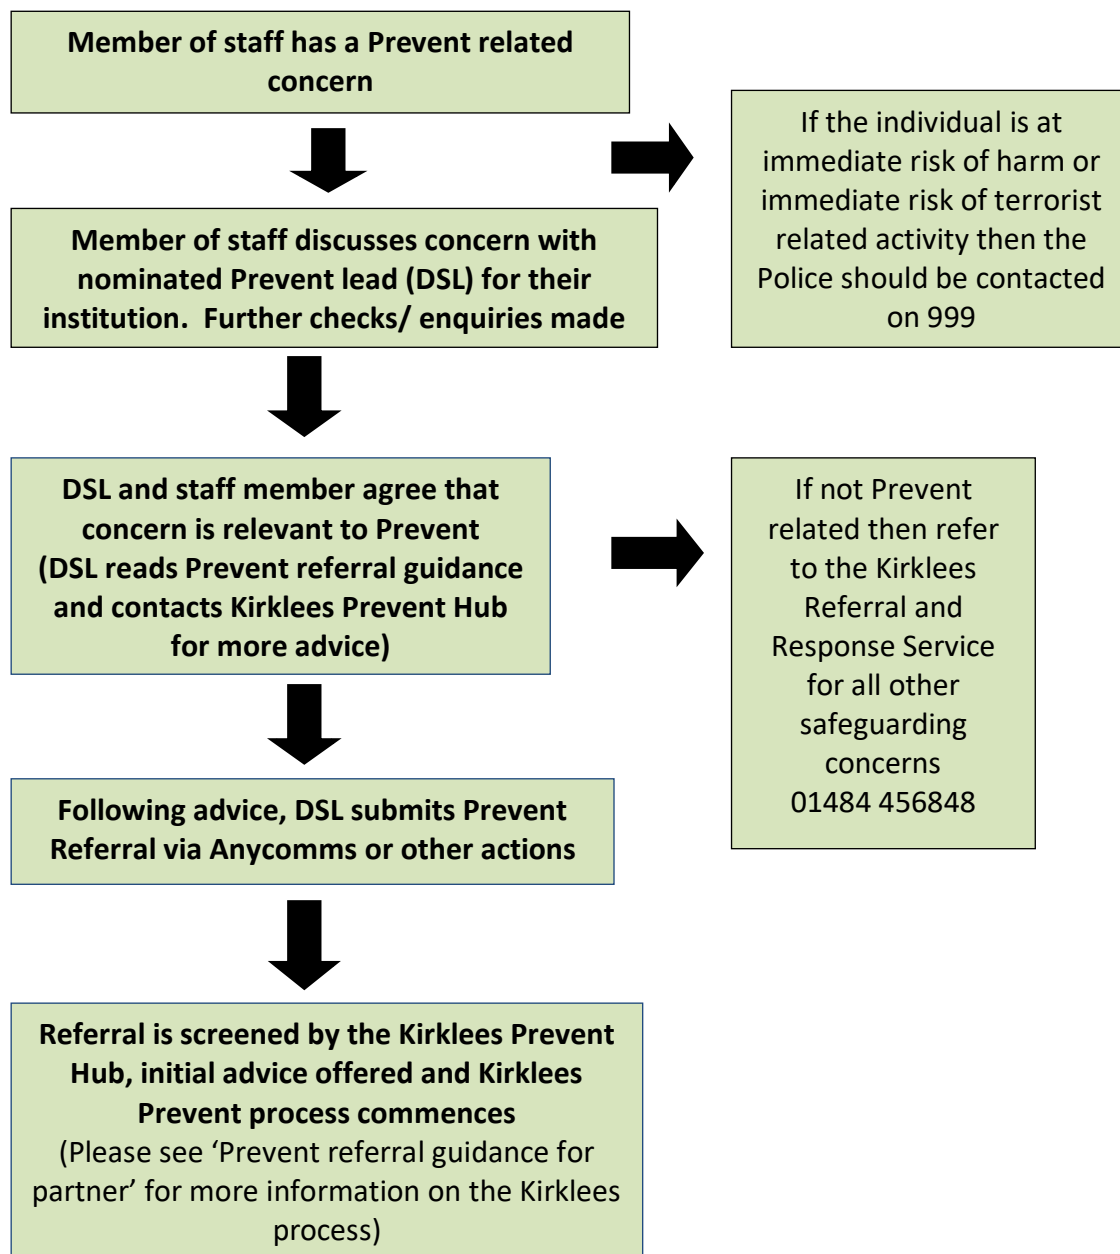 Member of staff has a Prevent related
concern
If the individual is at
immediate risk of harm or
immediate risk of terrorist
related activity then the
Police should be contacted
on 999
Member of staff discusses concern with
nominated Prevent lead (DSL) for their
institution.  Further checks/ enquiries made
DSL and staff member agree that
concern is relevant to Prevent
(DSL reads Prevent referral guidance
and contacts Kirklees Prevent Hub
for more advice)
If not Prevent
related then refer
to the Kirklees
Referral and
Response Service
for all other
safeguarding
concerns
01484 456848
Following advice, DSL submits Prevent
Referral via Anycomms or other actions
Referral is screened by the Kirklees Prevent
Hub, initial advice offered and Kirklees
Prevent process commences
(Please see ‘Prevent referral guidance for
partner’ for more information on the Kirklees
process)